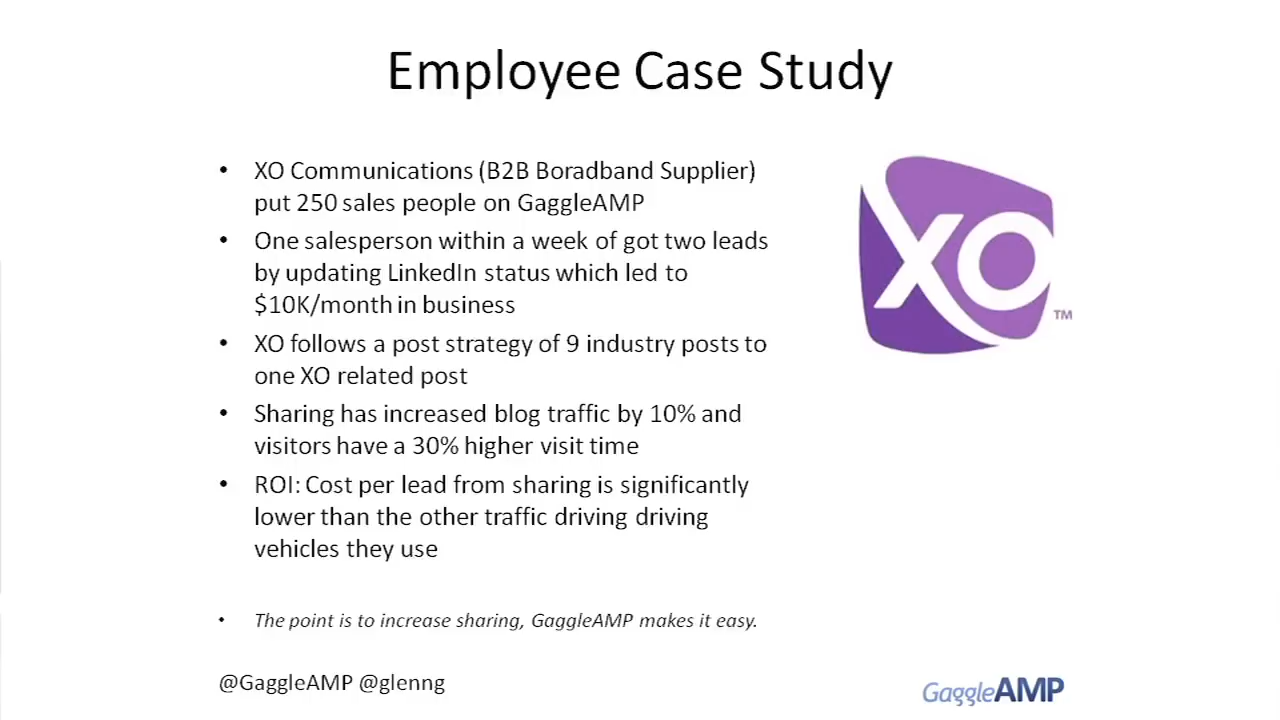 Employee Case Study
• XO Communications (B2B Boradband Supplier)
put 250 sales people on GaggleAMP
• One salesperson within a week of got two leads
by updating LinkedIn status which led to
$10K/month in business
• XO follows a post strategy of 9 industry posts to
one XO related post
• Sharing has increased blog traffic by 10% and
visitors have a 30% higher visit time
• ROI: Cost per lead from sharing is significantly
lower than the other traffic driving driving
vehicles they use
• The point is to increase sharing, GaggleAMP makes it easy.
XO
TM
@GaggleAMP @glenng
GaggleAMP